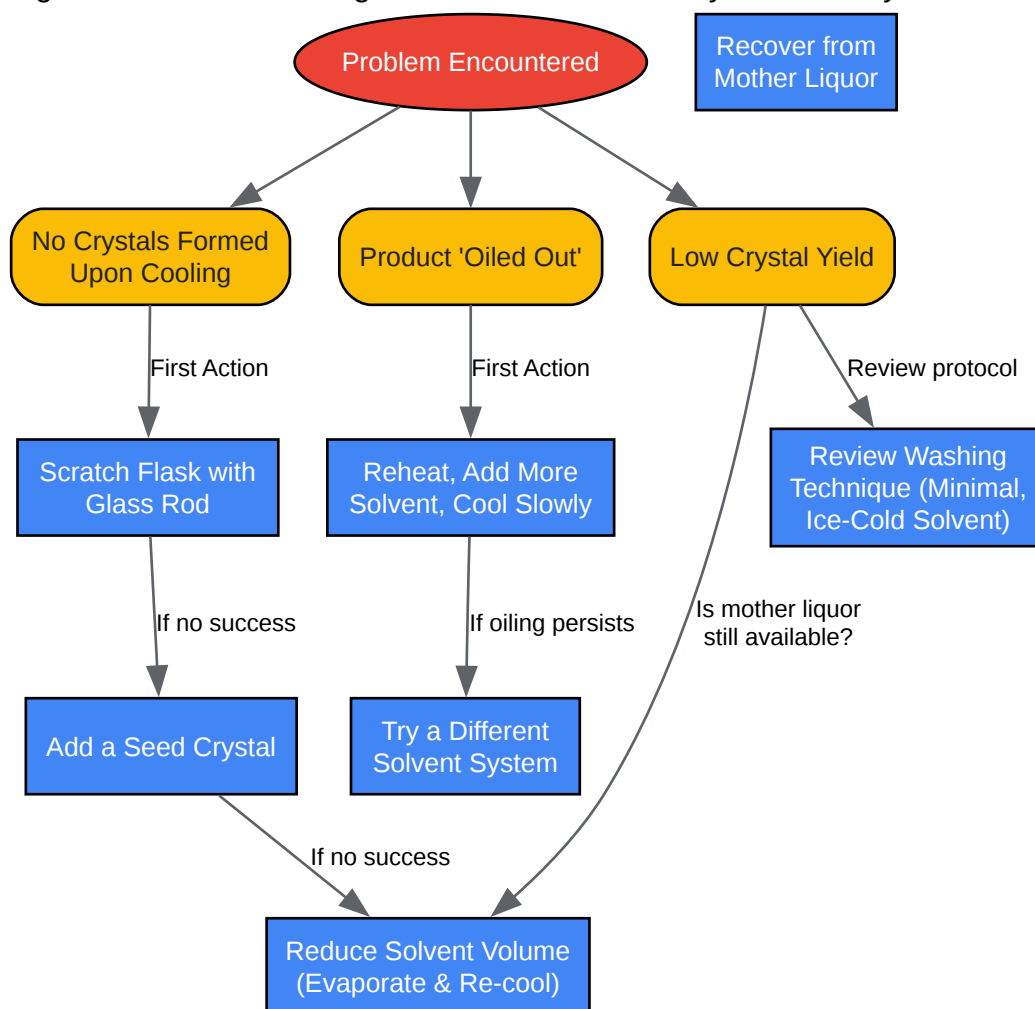 Problem Encountered
Recover from
Mother Liquor
No Crystals Formed
Upon Cooling
Product 'Oiled Out'
Low Crystal Yield
First Action
First Action
Review protocol
Scratch Flask with
Glass Rod
Reheat, Add More
Solvent, Cool Slowly
Review Washing
Technique (Minimal,
Ice-Cold Solvent)
If no success
If oiling persists
Is mother liquor
still available?
Add a Seed Crystal
Try a Different
Solvent System
If no success
Reduce Solvent Volume
(Evaporate & Re-cool)